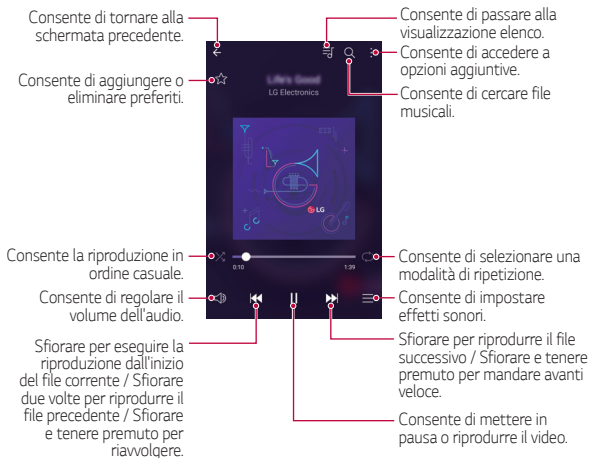 Consente di tornare alla
schermata precedente.
Consente di aggiungere o
eliminare preferiti.
Consente la riproduzione in
ordine casuale.
Consente di regolare il
volume dell'audio.
Sfiorare per eseguire la
riproduzione dall'inizio
del file corrente / Sfiorare
due volte per riprodurre il
file precedente / Sfiorare
e tenere premuto per
riavvolgere.
Life's Good
LG Electronics
LG
0:10
1:39
Consente di passare alla
visualizzazione elenco.
Consente di accedere a
opzioni aggiuntive.
Consente di cercare file
musicali.
Consente di selezionare una
modalità di ripetizione.
Consente di impostare
effetti sonori.
Sfiorare per riprodurre il file
successivo / Sfiorare e tenere
premuto per mandare avanti
veloce.
Consente di mettere in
pausa o riprodurre il video.